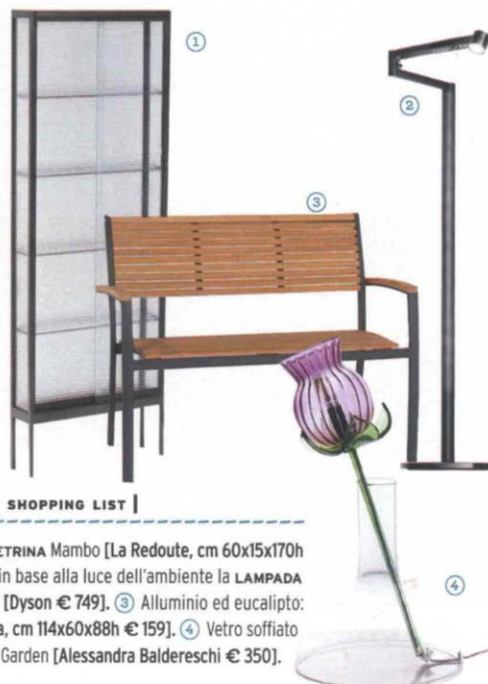 ①
②
③
④
SHOPPING LIST |
ETRINA Mambo [La Redoute, cm 60x15x170h
in base alla luce dell'ambiente la LAMPADA
[Dyson € 749]. ③ Alluminio ed eucalipto:
a, cm 114x60x88h € 159]. ④ Vetro soffiato
Garden [Alessandra Baldereschi € 350].